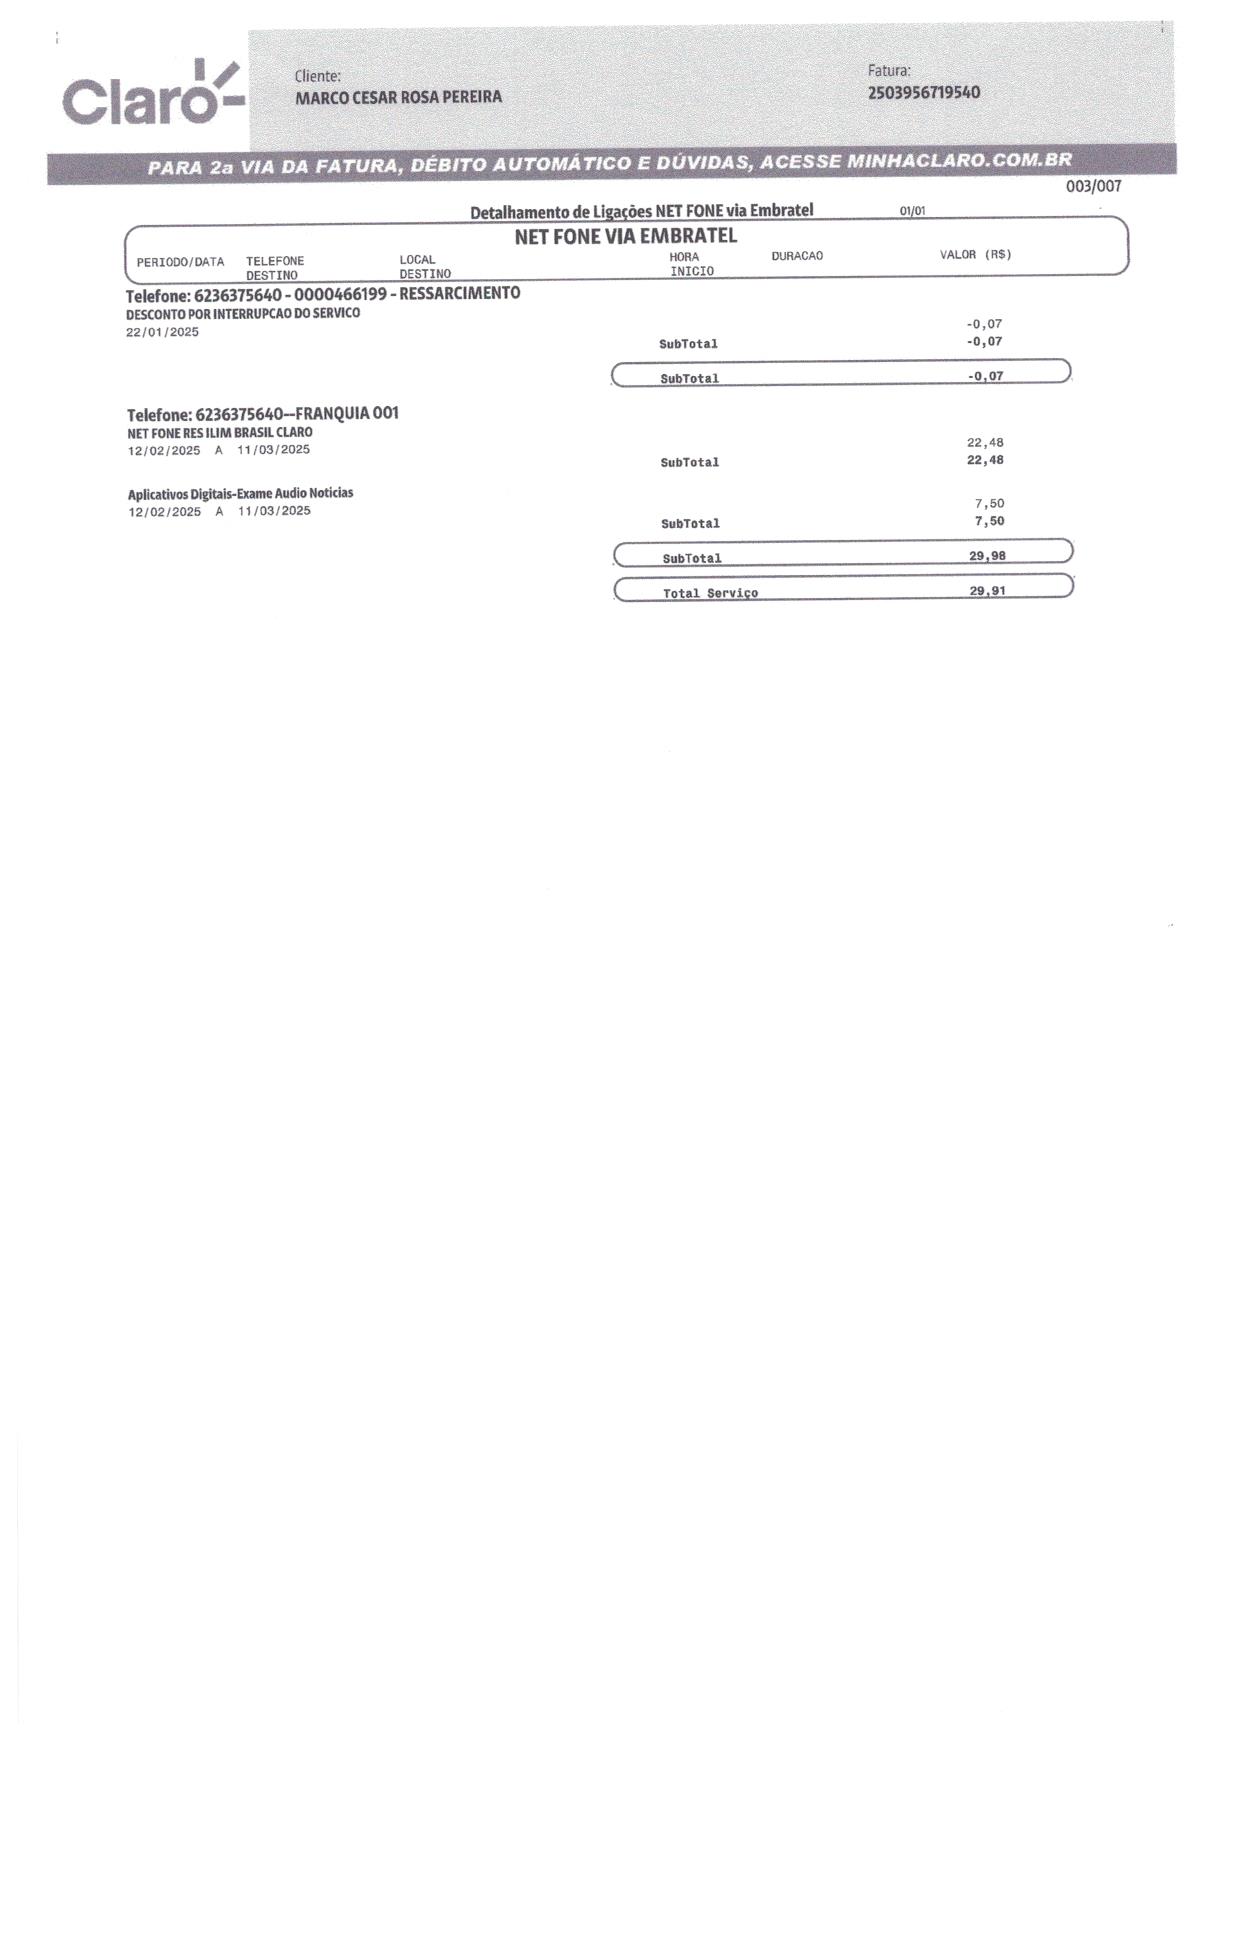 Claro
Cliente:
MARCO CESAR ROSA PEREIRA
Fatura:
2503956719540
PARA 2a VIA DA FATURA, DÉBITO AUTOMÁTICO E DÚVIDAS, ACESSE MINHACLARO.COM.BR
003/007
Detalhamento de Ligações NET FONE via Embratel 01/01
NET FONE VIA EMBRATEL
PERIODO/DATA TELEFONE LOCAL HORA DURACAO VALOR (R$)
DESTINO DESTINO INICIO
Telefone: 6236375640 - 0000466199 - RESSARCIMENTO
DESCONTO POR INTERRUPCAO DO SERVICO
22/01/2025 -0,07
SubTotal -0,07
SubTotal -0,07
Telefone: 6236375640--FRANQUIA 001
NET FONE RES ILIM BRASIL CLARO
12/02/2025 A 11/03/2025 22,48
SubTotal 22,48
Aplicativos Digitais-Exame Audio Noticias
12/02/2025 A 11/03/2025 7,50
SubTotal 7,50
SubTotal 29,98
Total Serviço 29,91